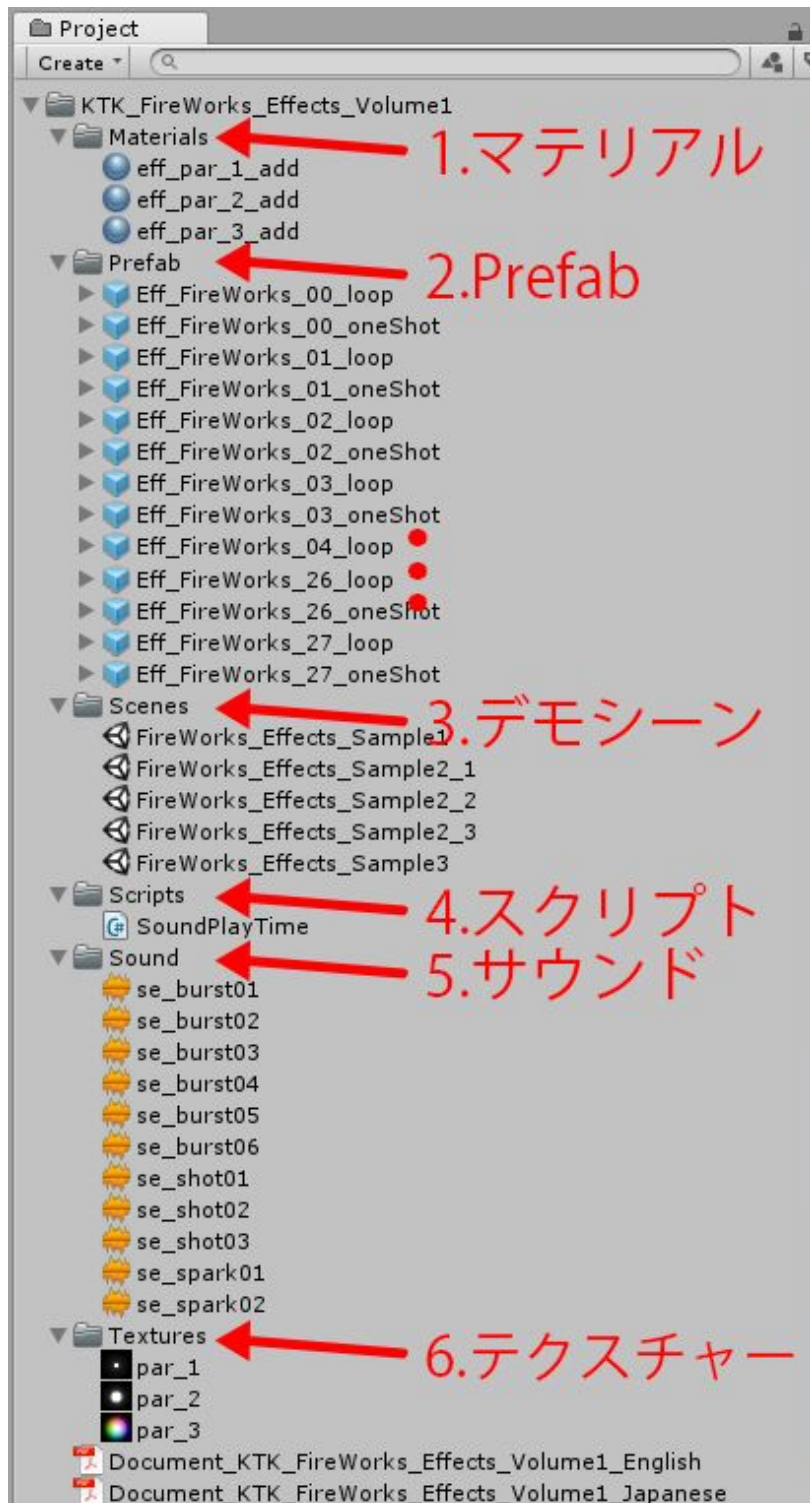 Project
Create
KTK_FireWorks_Effects_Volume1
Materials
1.マテリアル
eff_par_1_add
eff_par_2_add
eff_par_3_add
Prefab
2.Prefab
Eff_FireWorks_00_loop
Eff_FireWorks_00_oneShot
Eff_FireWorks_01_loop
Eff_FireWorks_01_oneShot
Eff_FireWorks_02_loop
Eff_FireWorks_02_oneShot
Eff_FireWorks_03_loop
Eff_FireWorks_03_oneShot
Eff_FireWorks_04_loop
Eff_FireWorks_26_loop
Eff_FireWorks_26_oneShot
Eff_FireWorks_27_loop
Eff_FireWorks_27_oneShot
Scenes
3.デモシーン
FireWorks_Effects_Sample1
FireWorks_Effects_Sample2_1
FireWorks_Effects_Sample2_2
FireWorks_Effects_Sample2_3
FireWorks_Effects_Sample3
Scripts
4.スクリプト
SoundPlayTime
Sound
5.サウンド
se_burst01
se_burst02
se_burst03
se_burst04
se_burst05
se_burst06
se_shot01
se_shot02
se_shot03
se_spark01
se_spark02
Textures
6.テクスチャー
par_1
par_2
par_3
Document_KTK_FireWorks_Effects_Volume1_English
Document_KTK_FireWorks_Effects_Volume1_Japanese